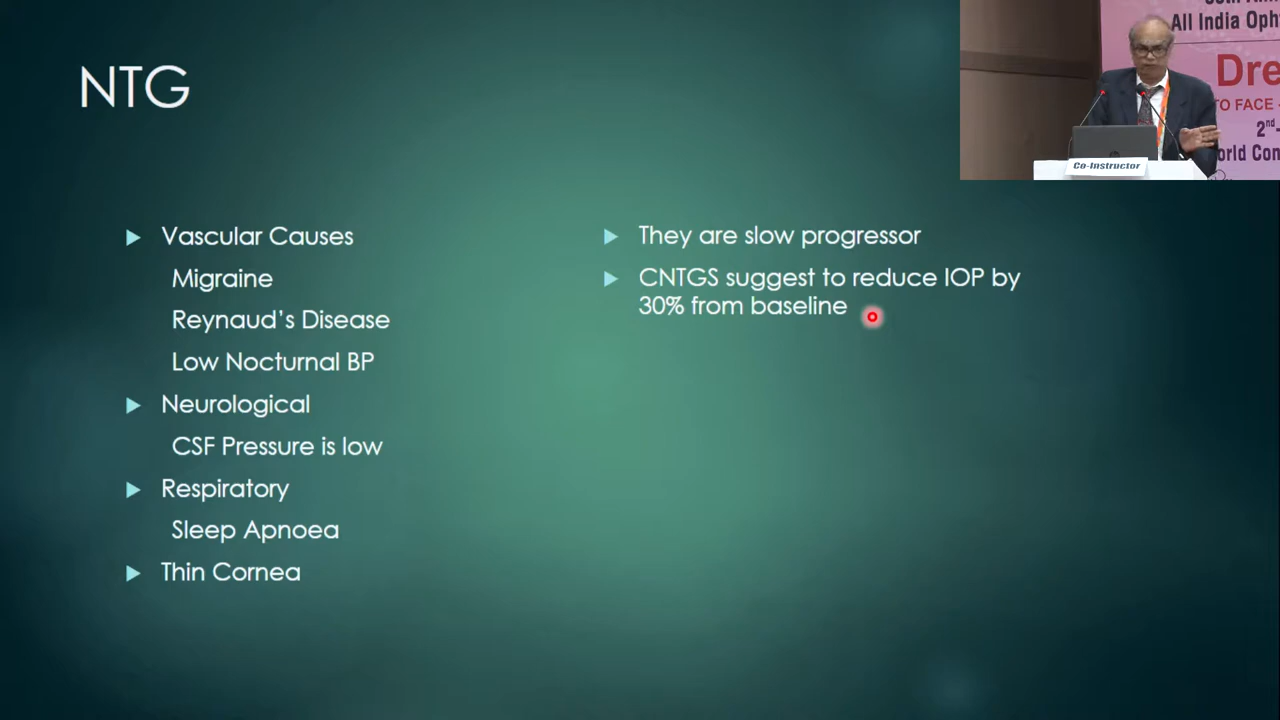 NTG
Vascular Causes
Migraine
Reynaud's Disease
Low Nocturnal BP
Neurological
CSF Pressure is low
Respiratory
Sleep Apnoea
Thin Cornea
They are slow progressor
CNTGS suggest to reduce IOP by
30% from baseline
All India Oph
Dre
TO FACE
2nd
orld Con
Co-Instructor